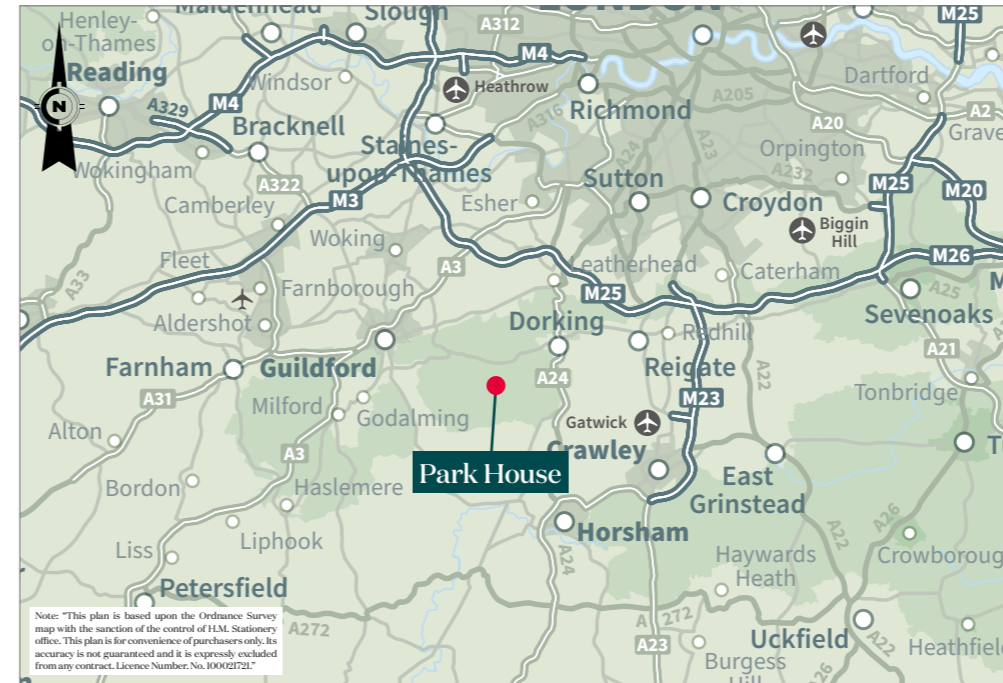 Henley-
on-Thames
Maidenhead
Slough
A312
LONDON
M25
Reading
M4
Windsor
Heathrow
Dartford
N
A329
M4
Richmond
A205
A2
Grave
Bracknell
A316
A20
Staines-
upon-Thames
A24
A23
Orpington
Wokingham
A322
Sutton
A232
M25
M20
Camberley
M3
Esher
Croydon
Biggin
Hill
Woking
A3
M26
A33
Fleet
Farnborough
Leatherhead
Caterham
M
M25
A25
Aldershot
Dorking
Redhill
Sevenoaks
Farnham
Guildford
Reigate
A21
A31
A24
A22
Tonbridge
Milford
Godalming
M23
Alton
Gatwick
A3
Crawley
T
Park House
East
Grinstead
Bordon
Haslemere
Liphook
Horsham
A22
A26
Liss
A24
Haywards
Heath
Crowboroug
Petersfield
A272
A 272
A23
Uckfield
A22
Heathfield
Burgess
Hill
A26
Note: “This plan is based upon the Ordnance Survey
map with the sanction of the control of H.M. Stationery
office. This plan is for convenience of purchasers only. Its
accuracy is not guaranteed and it is expressly excluded
from any contract. Licence Number. No. 100021721.”